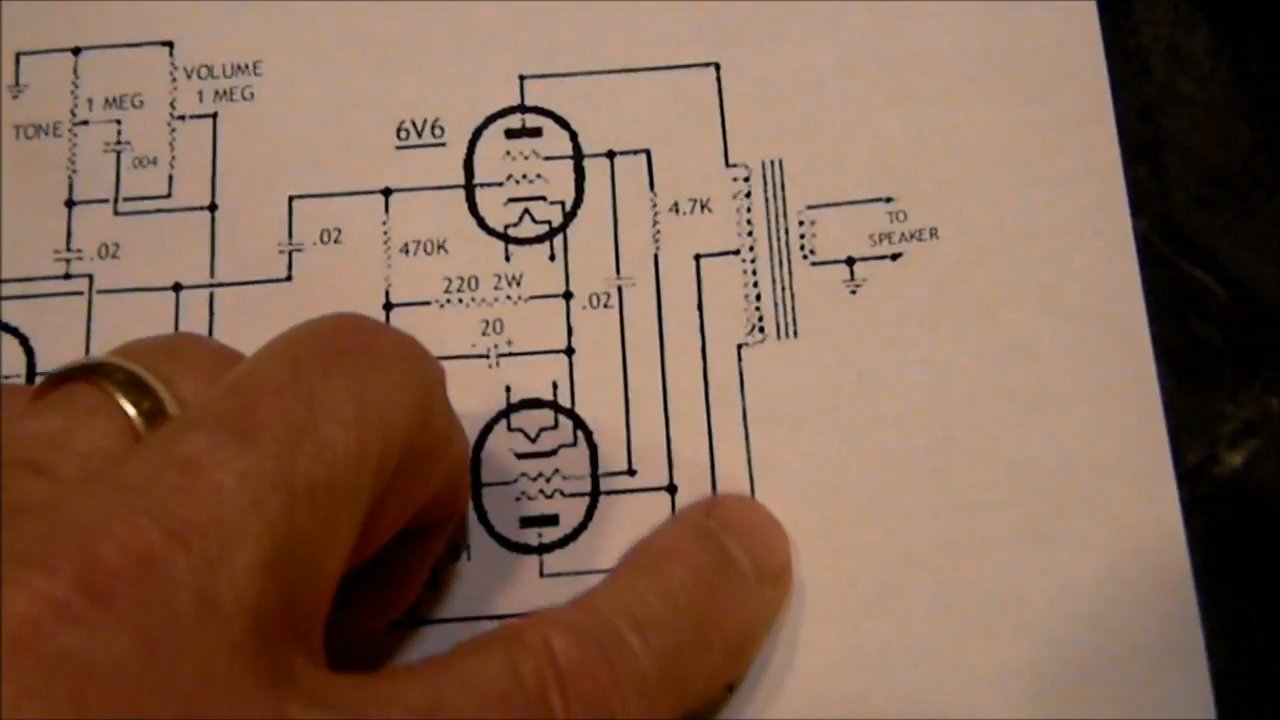 VOLUME
1 MEG
1 MEG
TONE
.004
.02
6V6
.02
470K
220 2W
20
- +
.02
4.7K
TO
SPEAKER